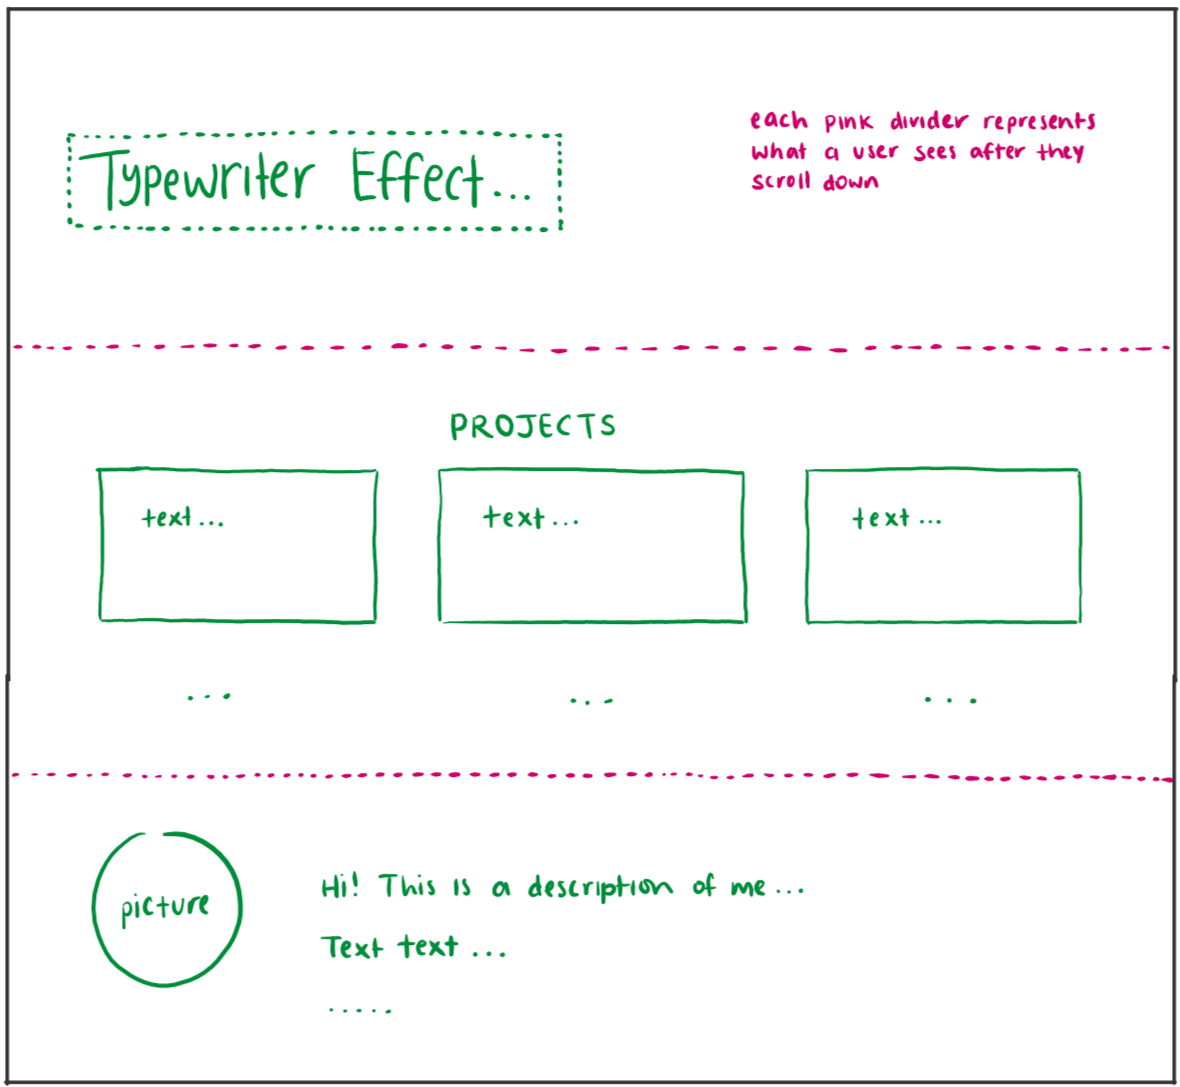 Typewriter Effect...
each pink divider represents
what a user sees after they
scroll down
PROJECTS
text...
text...
text...
...
...
...
picture
Hi! This is a description of me...
Text text...
.....